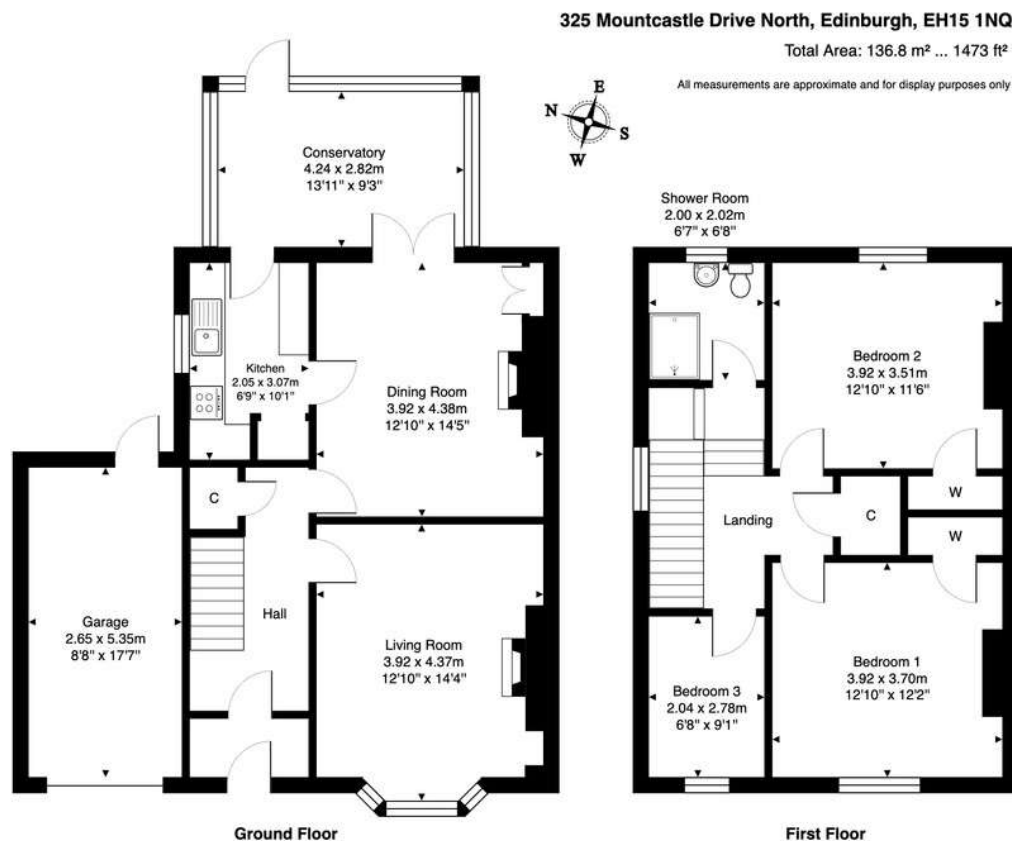 325 Mountcastle Drive North, Edinburgh, EH15 1NQ
Total Area: 136.8 m² ... 1473 ft²
All measurements are approximate and for display purposes only
E
N
S
W
Conservatory
4.24 x 2.82m
13'11" x 9'3"
Kitchen
2.05 x 3.07m
6'9" x 10'1"
Dining Room
3.92 x 4.38m
12'10" x 14'5"
C
Hall
Garage
2.65 x 5.35m
8'8" x 17'7"
Living Room
3.92 x 4.37m
12'10" x 14'4"
Ground Floor
Shower Room
2.00 x 2.02m
6'7" x 6'8"
Bedroom 2
3.92 x 3.51m
12'10" x 11'6"
W
Landing
C
W
Bedroom 1
3.92 x 3.70m
12'10" x 12'2"
Bedroom 3
2.04 x 2.78m
6'8" x 9'1"
First Floor